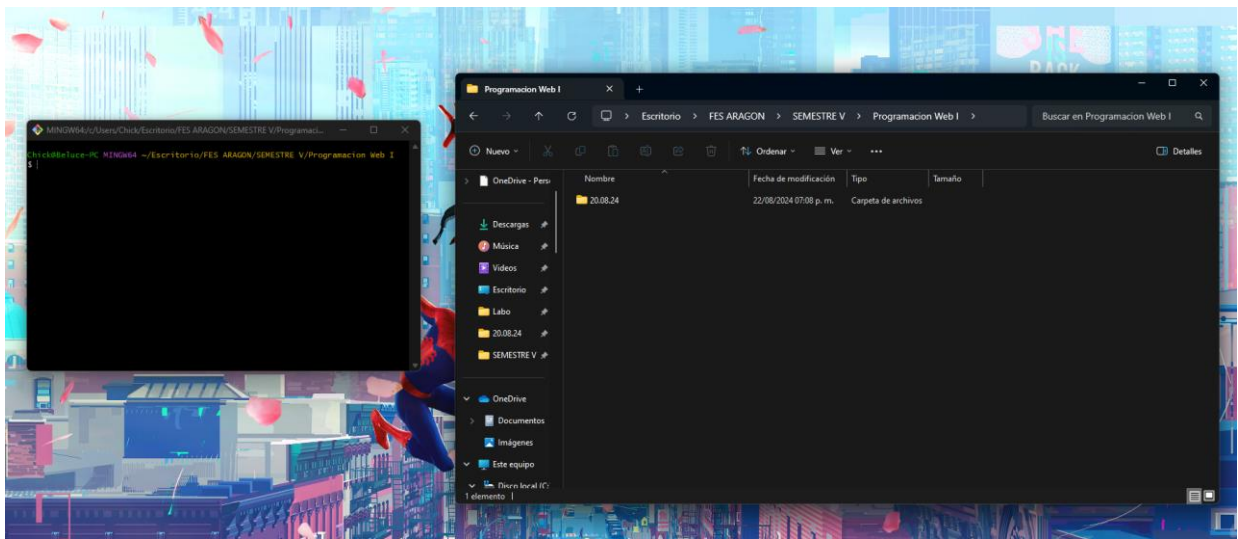 MINGW64:/c/Users/Chick/Escritorio/FES ARAGON/SEMESTRE V/Programaci...
Chick@Beluce-PC MINGW64 ~/Escritorio/FES ARAGON/SEMESTRE V/Programacion Web I
$
Programacion Web I
Escritorio > FES ARAGON > SEMESTRE V > Programacion Web I >
Buscar en Programacion Web I
Nuevo
Ordenar
Ver
Detalles
Nombre
Fecha de modificación
Tipo
Tamaño
20.08.24
22/08/2024 07:08 p. m.
Carpeta de archivos
OneDrive - Pers
Descargas
Música
Videos
Escritorio
Labo
20.08.24
SEMESTRE V
OneDrive
Documentos
Imágenes
Este equipo
Disco local (C:
1 elemento